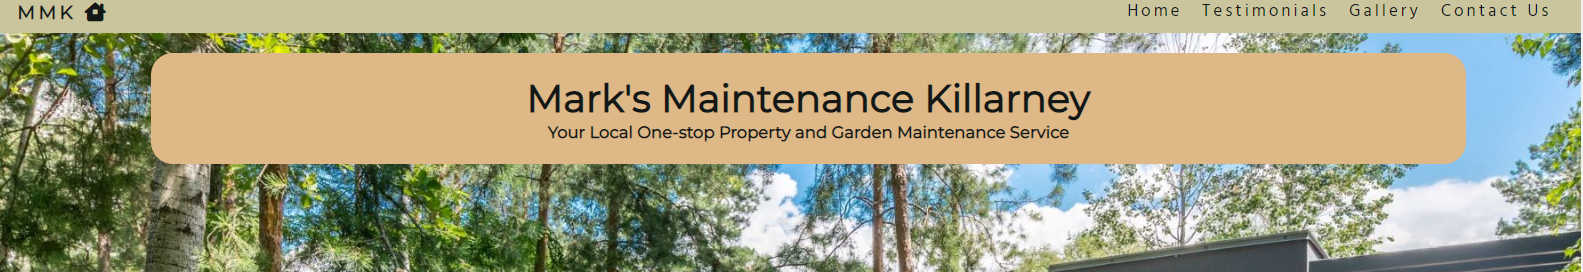 MMK
Home Testimonials Gallery Contact Us
Mark's Maintenance Killarney
Your Local One-stop Property and Garden Maintenance Service